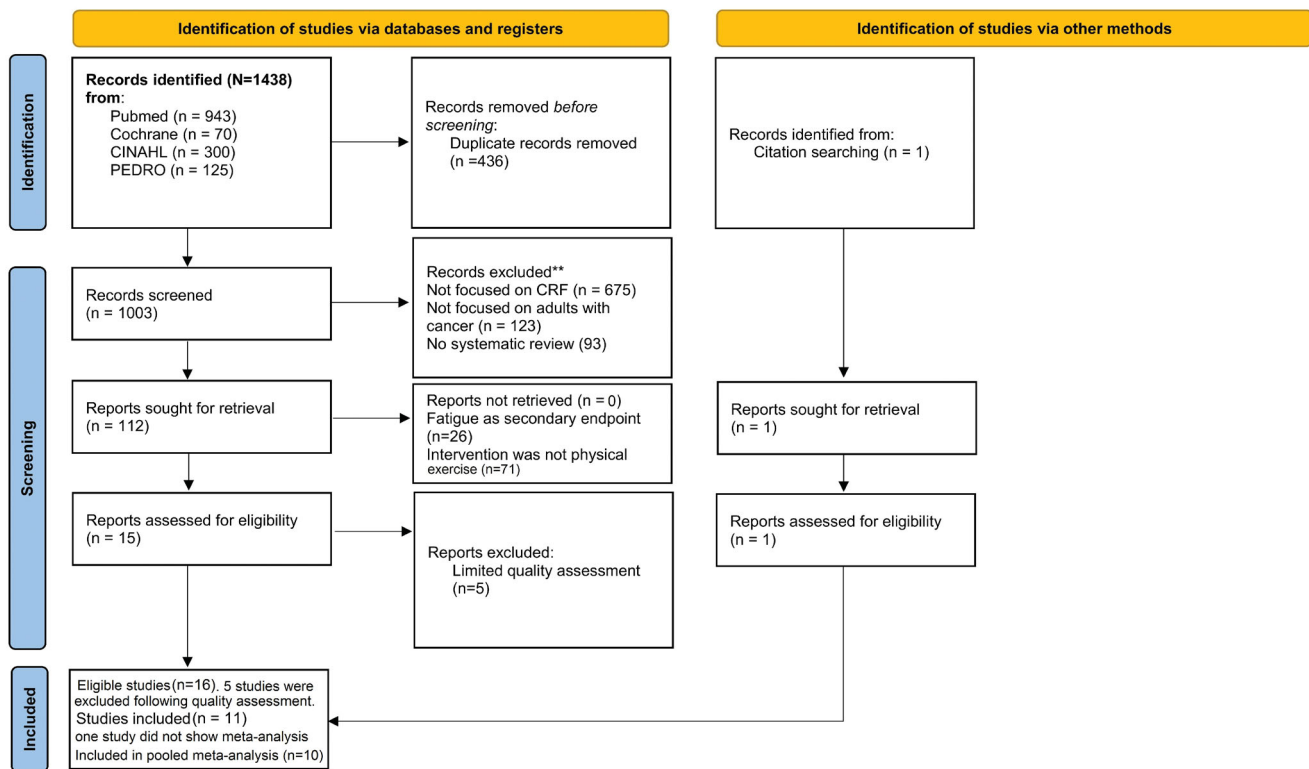 Identification of studies via databases and registers
Identification of studies via other methods
Identification
Records identified (N=1438)
from:
Pubmed (n = 943)
Cochrane (n = 70)
CINAHL (n = 300)
PEDRO (n = 125)
Records removed before
screening:
Duplicate records removed
(n =436)
Records identified from:
Citation searching (n = 1)
Screening
Records screened
(n = 1003)
Records excluded**
Not focused on CRF (n = 675)
Not focused on adults with
cancer (n = 123)
No systematic review (93)
Reports sought for retrieval
(n = 112)
Reports not retrieved (n = 0)
Fatigue as secondary endpoint
(n=26)
Intervention was not physical
exercise (n=71)
Reports sought for retrieval
(n = 1)
Reports assessed for eligibility
(n = 15)
Reports excluded:
Limited quality assessment
(n=5)
Reports assessed for eligibility
(n = 1)
Included
Eligible studies (n=16). 5 studies were
excluded following quality assessment.
Studies included (n = 11)
one study did not show meta-analysis
Included in pooled meta-analysis (n=10)